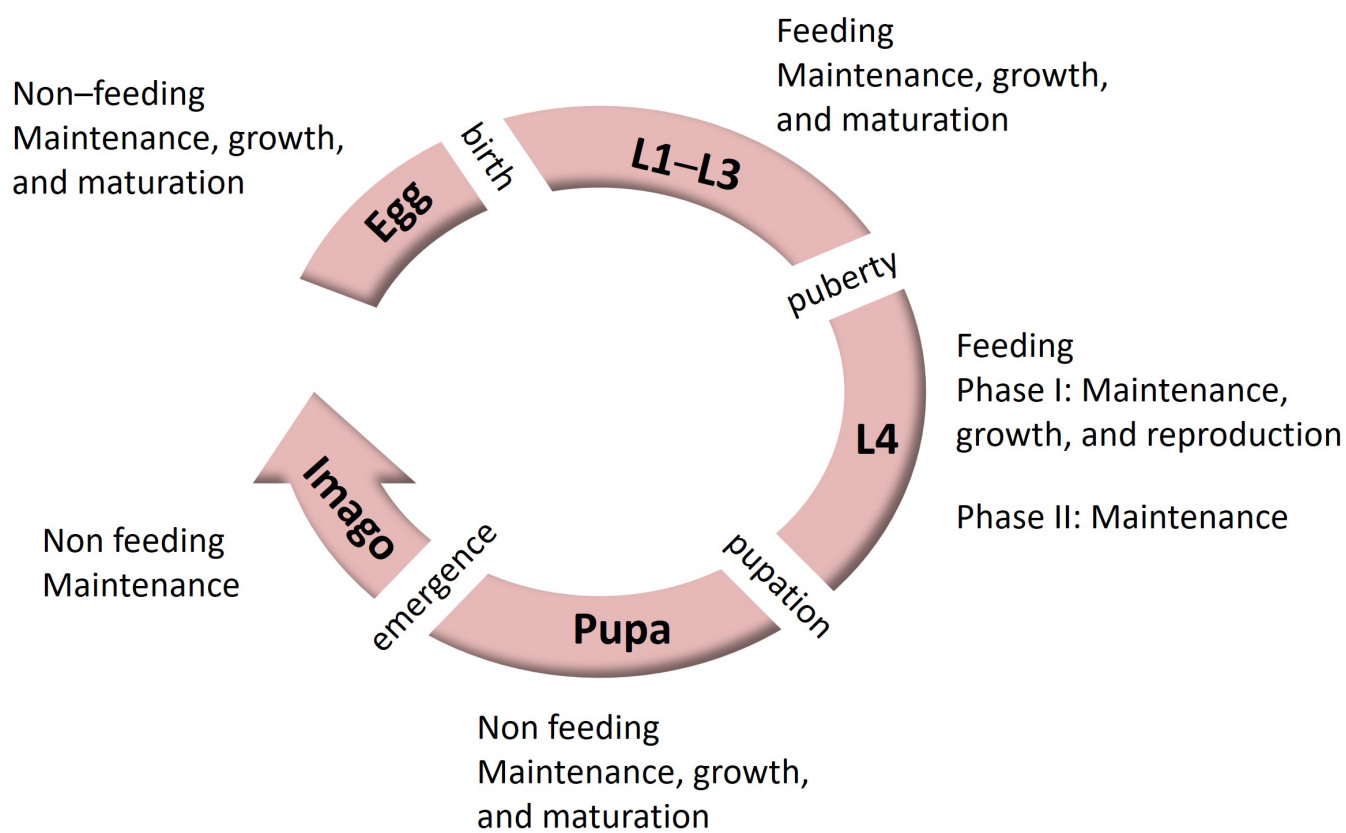 Non–feeding
Maintenance, growth,
and maturation
Egg
birth
L1–L3
Feeding
Maintenance, growth,
and maturation
puberty
L4
Feeding
Phase I: Maintenance,
growth, and reproduction
Phase II: Maintenance
pupation
Pupa
Non feeding
Maintenance, growth,
and maturation
emergence
Imago
Non feeding
Maintenance